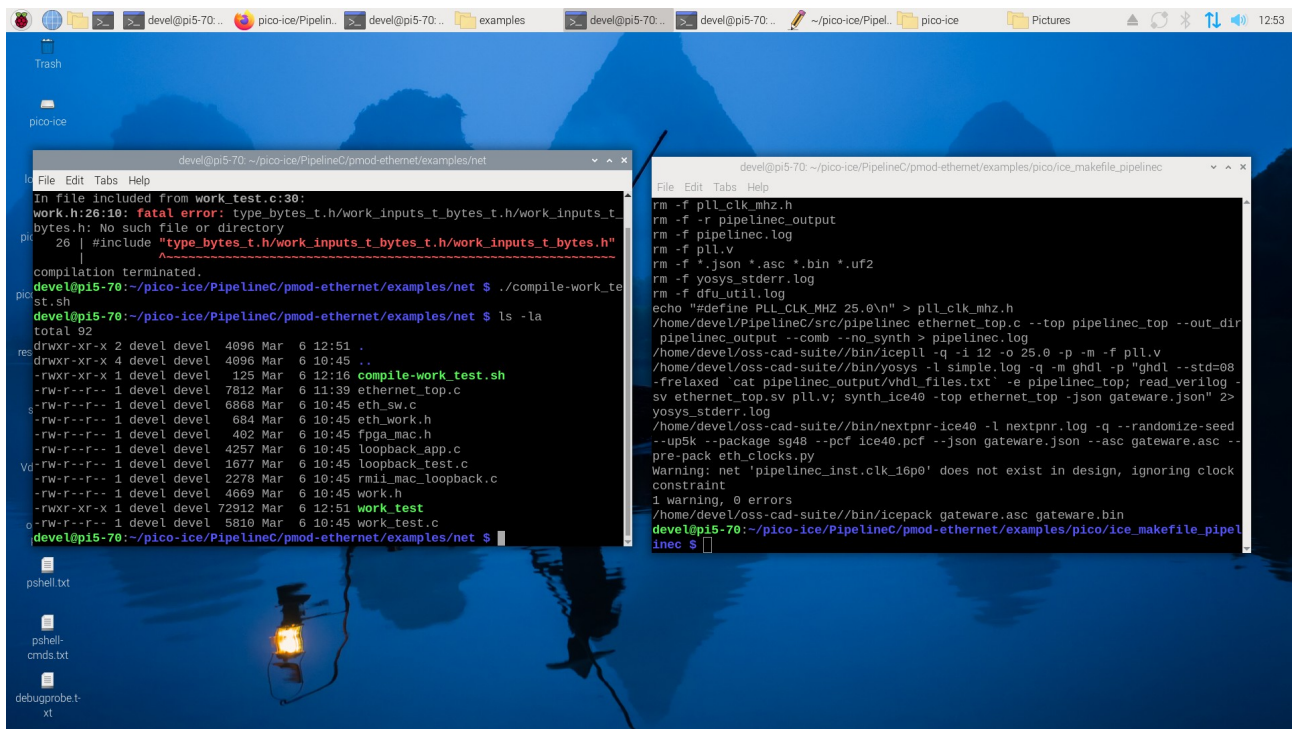 devel@pi5-70: ..
pico-ice/Pipelin..
devel@pi5-70: ..
examples
devel@pi5-70: ..
devel@pi5-70: ..
~/pico-ice/Pipel..
pico-ice
Pictures
12:53
Trash
pico-ice
devel@pi5-70: ~/pico-ice/PipelineC/pmod-ethernet/examples/net
File Edit Tabs Help
In file included from work_test.c:30:
work.h:26:10: fatal error: type_bytes_t.h/work_inputs_t_bytes_t.h/work_inputs_t_
bytes.h: No such file or directory
26 | #include "type_bytes_t.h/work_inputs_t_bytes_t.h/work_inputs_t_bytes.h"
| ^~~~~~~~~~~~~~~~~~~~~~~~~~~~~~~~~~~~~~~~~~~~~~~~~~~~~~~~~~~~~~
compilation terminated.
devel@pi5-70:~/pico-ice/PipelineC/pmod-ethernet/examples/net $ ./compile-work_te
st.sh
devel@pi5-70:~/pico-ice/PipelineC/pmod-ethernet/examples/net $ ls -la
total 92
drwxr-xr-x 2 devel devel 4096 Mar 6 12:51 .
drwxr-xr-x 4 devel devel 4096 Mar 6 10:45 ..
-rwxr-xr-x 1 devel devel 125 Mar 6 12:16 compile-work_test.sh
-rw-r--r-- 1 devel devel 7812 Mar 6 11:39 ethernet_top.c
-rw-r--r-- 1 devel devel 6868 Mar 6 10:45 eth_sw.c
-rw-r--r-- 1 devel devel 684 Mar 6 10:45 eth_work.h
-rw-r--r-- 1 devel devel 402 Mar 6 10:45 fpga_mac.h
-rw-r--r-- 1 devel devel 4257 Mar 6 10:45 loopback_app.c
-rw-r--r-- 1 devel devel 1677 Mar 6 10:45 loopback_test.c
-rw-r--r-- 1 devel devel 2278 Mar 6 10:45 rmii_mac_loopback.c
-rw-r--r-- 1 devel devel 4669 Mar 6 10:45 work.h
-rwxr-xr-x 1 devel devel 72912 Mar 6 12:51 work_test
-rw-r--r-- 1 devel devel 5810 Mar 6 10:45 work_test.c
devel@pi5-70:~/pico-ice/PipelineC/pmod-ethernet/examples/net $
devel@pi5-70: ~/pico-ice/PipelineC/pmod-ethernet/examples/pico/ice_makefile_pipelinec
File Edit Tabs Help
rm -f pll_clk_mhz.h
rm -f -r pipelinec_output
rm -f pipelinec.log
rm -f pll.v
rm -f *.json *.asc *.bin *.uf2
rm -f yosys_stderr.log
rm -f dfu_util.log
echo "#define PLL_CLK_MHZ 25.0\n" > pll_clk_mhz.h
/home/devel/PipelineC/src/pipelinec ethernet_top.c --top pipelinec_top --out_dir
pipelinec_output --comb --no_synth > pipelinec.log
/home/devel/oss-cad-suite//bin/icepll -q -i 12 -o 25.0 -p -m -f pll.v
/home/devel/oss-cad-suite//bin/yosys -l simple.log -q -m ghdl -p "ghdl --std=08
-frelaxed `cat pipelinec_output/vhdl_files.txt` -e pipelinec_top; read_verilog -
sv ethernet_top.sv pll.v; synth_ice40 -top ethernet_top -json gateware.json" 2>
yosys_stderr.log
/home/devel/oss-cad-suite//bin/nextpnr-ice40 -l nextpnr.log -q --randomize-seed
--up5k --package sg48 --pcf ice40.pcf --json gateware.json --asc gateware.asc --
pre-pack eth_clocks.py
Warning: net 'pipelinec_inst.clk_16p0' does not exist in design, ignoring clock
constraint
1 warning, 0 errors
/home/devel/oss-cad-suite//bin/icepack gateware.asc gateware.bin
devel@pi5-70:~/pico-ice/PipelineC/pmod-ethernet/examples/pico/ice_makefile_pipel
inec $
pshell.txt
pshell-
cmds.txt
debugprobe.t-
xt